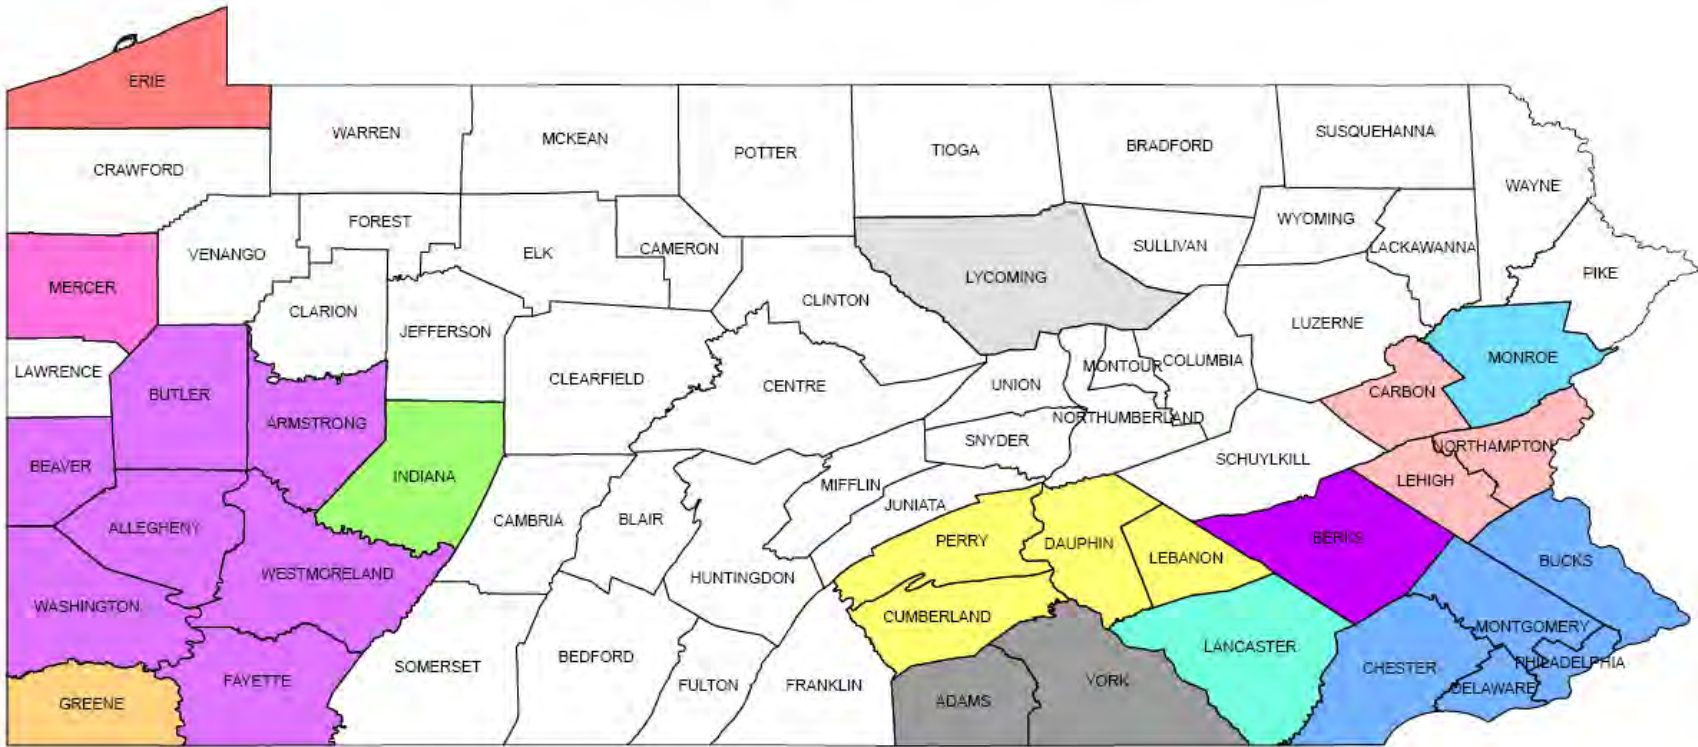 ERIE
WARREN
MCKEAN
POTTER
TIOGA
BRADFORD
SUSQUEHANNA
CRAWFORD
WAYNE
FOREST
WYOMING
VENANGO
ELK
CAMERON
SULLIVAN
LACKAWANNA
MERCER
LYCOMING
PIKE
CLARION
CLINTON
JEFFERSON
LUZERNE
LAWRENCE
CLEARFIELD
CENTRE
UNION
MONTOUR
COLUMBIA
MONROE
BUTLER
CARBON
ARMSTRONG
NORTHUMBERLAND
SNYDER
NORTHAMPTON
BEAVER
INDIANA
MIFFLIN
SCHUYLKILL
LEHIGH
ALLEGHENY
CAMBRIA
BLAIR
JUNIATA
PERRY
DAUPHIN
LEBANON
BERKS
BUCKS
WESTMORELAND
HUNTINGDON
WASHINGTON
CUMBERLAND
MONTGOMERY
SOMERSET
BEDFORD
LANCASTER
CHESTER
PHILADELPHIA
FAYETTE
FULTON
FRANKLIN
YORK
DELAWARE
GREENE
ADAMS